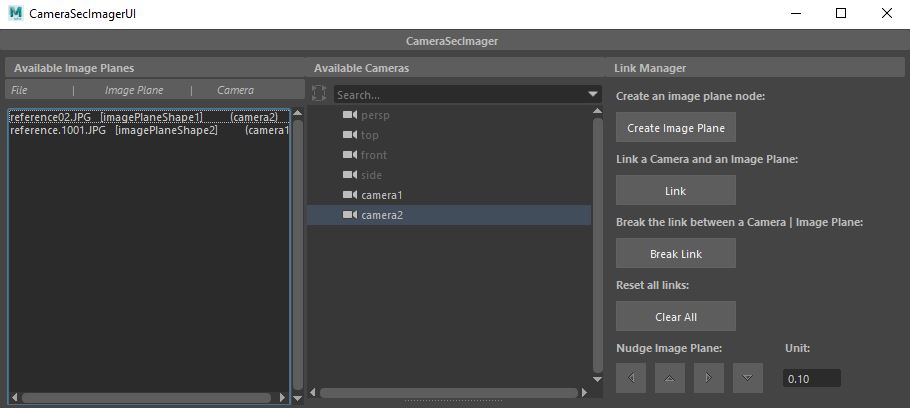 CameraSecImagerUI
CameraSecImager
Available Image Planes
File | Image Plane | Camera
reference02.JPG [imagePlaneShape1] (camera2)
reference.1001.JPG [imagePlaneShape2] (camera1
Available Cameras
Search...
persp
top
front
side
camera1
camera2
Link Manager
Create an image plane node:
Create Image Plane
Link a Camera and an Image Plane:
Link
Break the link between a Camera | Image Plane:
Break Link
Reset all links:
Clear All
Nudge Image Plane: Unit:
0.10